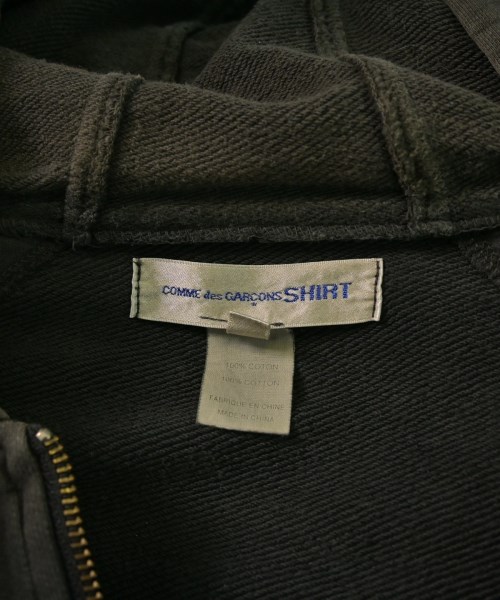 COMME des GARCONS SHIRT
100% COTON
100% COTTON
FABRIQUE EN CHINE
MADE IN CHINA